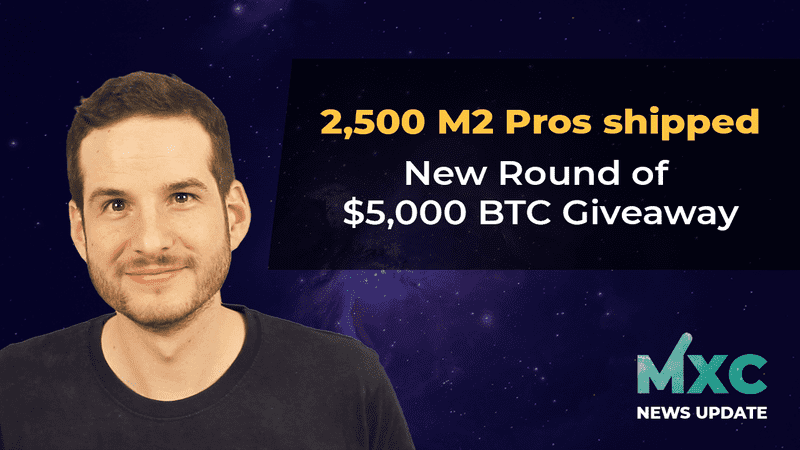 2,500 M2 Pros shipped
New Round of
$5,000 BTC Giveaway
MXC
NEWS UPDATE